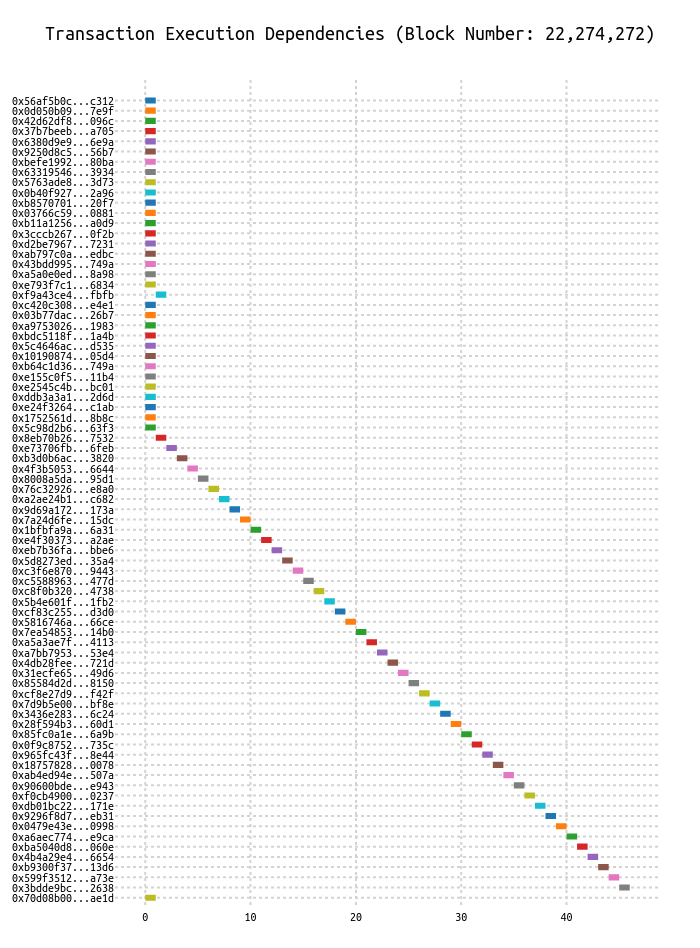 Transaction Execution Dependencies (Block Number: 22,274,272)
0x56af5b0c...c312
0x0d050b09...7e9f
0x42d62df8...096c
0x37b7beeb...a705
0x6380d9e9...6e9a
0x9250d8c5...56b7
0xbefe1992...80ba
0x63319546...3934
0x5763ade8...3d73
0x0b40f927...2a96
0xb8570701...20f7
0x03766c59...0881
0xb11a1256...a0d9
0x3cccb267...0f2b
0xd2be7967...7231
0xab797c0a...edbc
0x43bdd995...749a
0xa5a0e0ed...8a98
0xe793f7c1...6834
0xf9a43ce4...fbfb
0xc420c308...e4e1
0x03b77dac...26b7
0xa9753026...1983
0xbdc5118f...1a4b
0x5c4646ac...d535
0x10190874...05d4
0xb64c1d36...749a
0xe155c0f5...11b4
0xe2545c4b...bc01
0xddb3a3a1...2d6d
0xe24f3264...c1ab
0x1752561d...8b8c
0x5c98d2b6...63f3
0x8eb70b26...7532
0xe73706fb...6feb
0xb3d0b6ac...3820
0x4f3b5053...6644
0x8008a5da...95d1
0x76c32926...e8a0
0xa2ae24b1...c682
0x9d69a172...173a
0x7a24d6fe...15dc
0x1bfbfa9a...6a31
0xe4f30373...a2ae
0xeb7b36fa...bbe6
0x5d8273ed...35a4
0xc3f6e870...9443
0xc5588963...477d
0xc8f0b320...4738
0x5b4e601f...1fb2
0xcf83c255...d3d0
0x5816746a...66ce
0x7ea54853...14b0
0xa5a3ae7f...4113
0xa7bb7953...53e4
0x4db28fee...721d
0x31ecfe65...49d6
0x85584d2d...8150
0xcf8e27d9...f42f
0x7d9b5e00...bf8e
0x3436e283...6c24
0x28f594b3...60d1
0x85fc0a1e...6a9b
0x0f9c8752...735c
0x965fc43f...8e44
0x18757828...0078
0xab4ed94e...507a
0x90600bde...e943
0xf0cb4900...0237
0xdb01bc22...171e
0x9296f8d7...eb31
0x0479e43e...0998
0xa6aec774...e9ca
0xba5040d8...060e
0x4b4a29e4...6654
0xb9300f37...13d6
0x599f3512...a73e
0x3bdde9bc...2638
0x70d08b00...ae1d
0 10 20 30 40